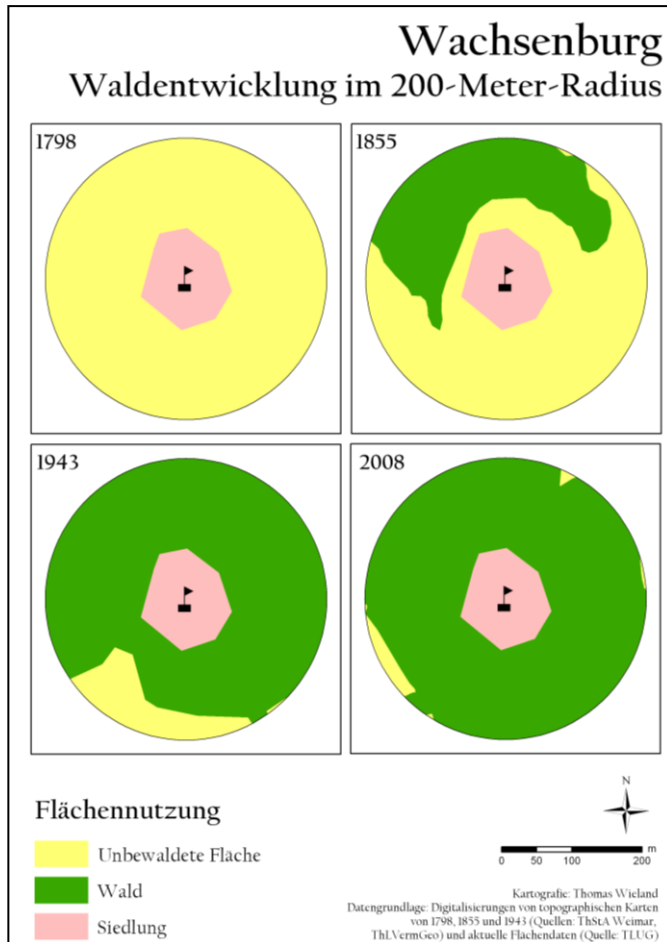 Wachsenburg
Waldentwicklung im 200-Meter-Radius
1798
1855
1943
2008
Flächennutzung
Unbewaldete Fläche
Wald
Siedlung
N
m
0 50 100 200
Kartografie: Thomas Wieland
Datengrundlage: Digitalisierungen von topographischen Karten
von 1798, 1855 und 1943 (Quellen: ThStA Weimar,
ThLVermGeo) und aktuelle Flächendaten (Quelle: TLUG)